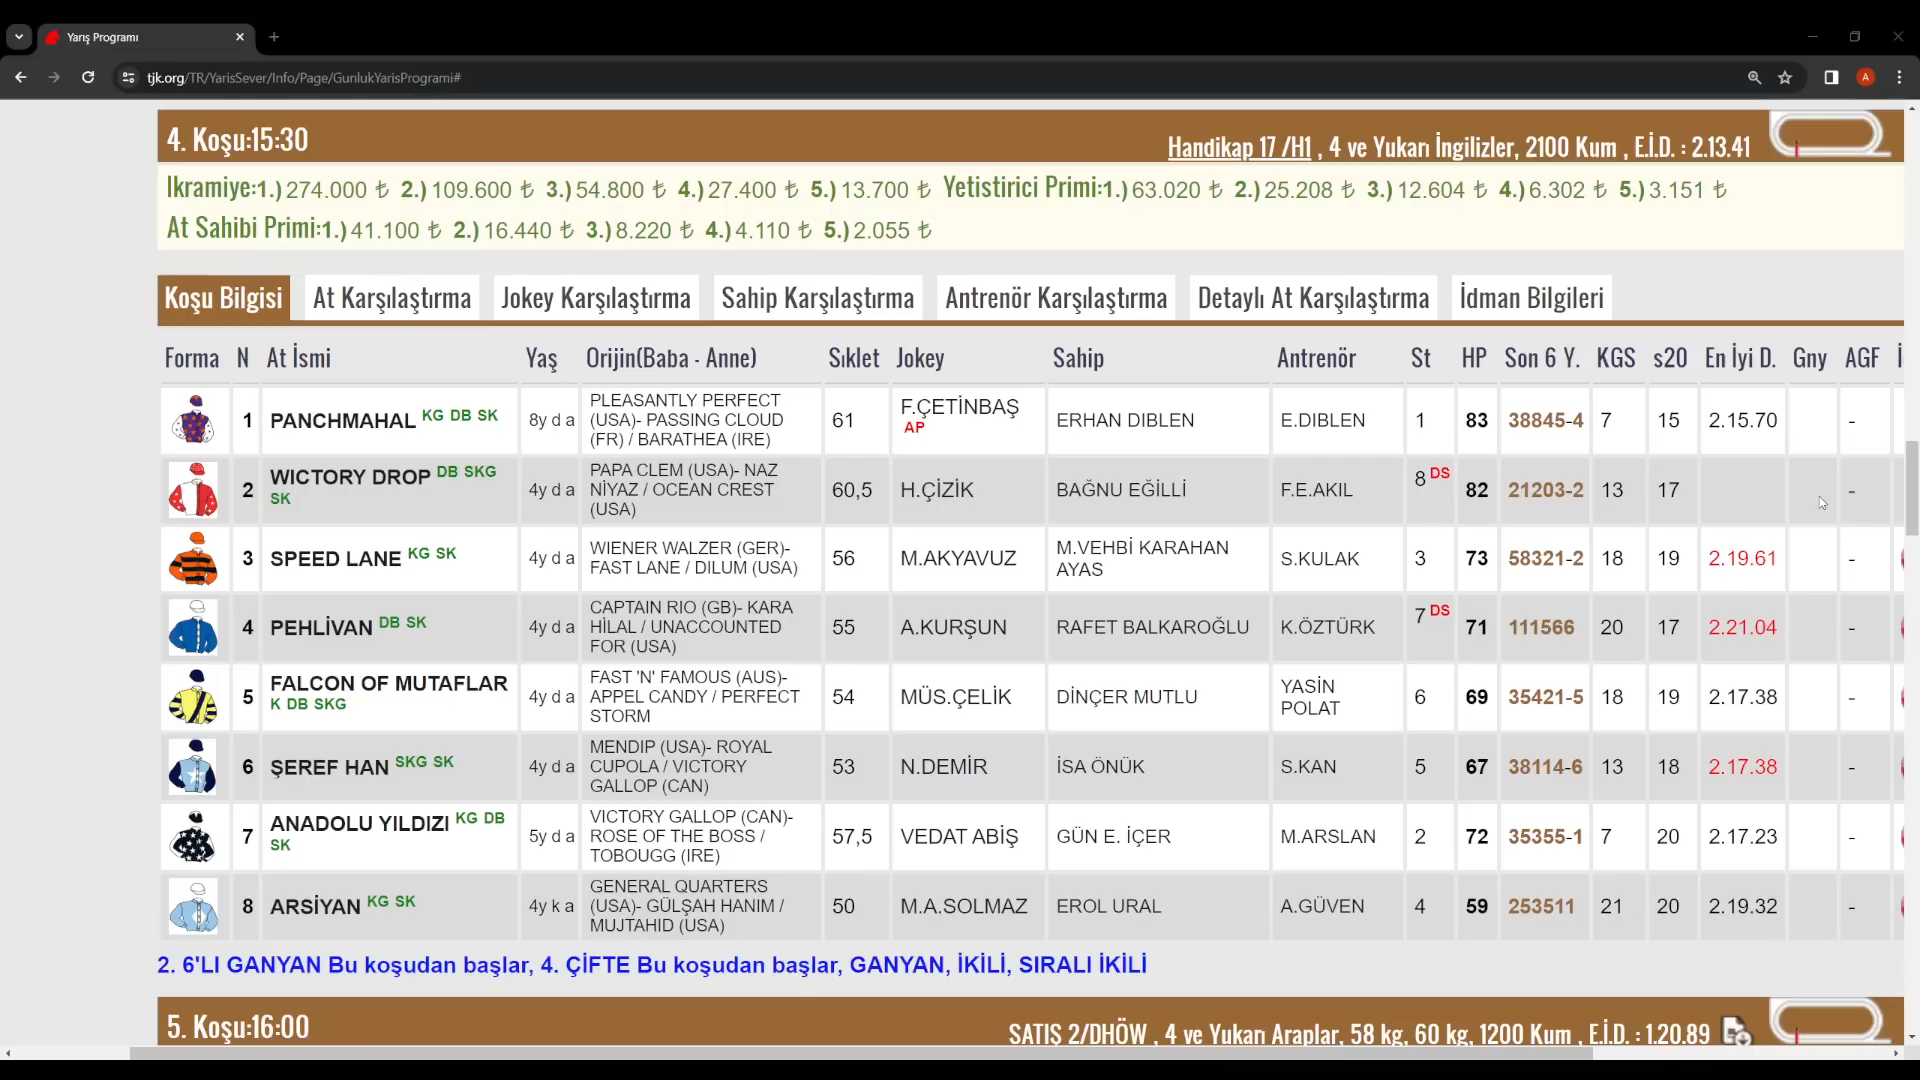 Yarış Programı
tjk.org/TR/YarisSever/Info/Page/GunlukYarisProgrami#
A
4. Koşu:15:30
Handikap 17 /H1 , 4 ve Yukarı İngilizler, 2100 Kum , E.İ.D. : 2.13.41
Ikramiye:1.) 274.000 ₺ 2.) 109.600 ₺ 3.) 54.800 ₺ 4.) 27.400 ₺ 5.) 13.700 ₺ Yetistirici Primi:1.) 63.020 ₺ 2.) 25.208 ₺ 3.) 12.604 ₺ 4.) 6.302 ₺ 5.) 3.151 ₺
At Sahibi Primi:1.) 41.100 ₺ 2.) 16.440 ₺ 3.) 8.220 ₺ 4.) 4.110 ₺ 5.) 2.055 ₺
Koşu Bilgisi At Karşılaştırma Jokey Karşılaştırma Sahip Karşılaştırma Antrenör Karşılaştırma Detaylı At Karşılaştırma İdman Bilgileri
Forma N At İsmi Yaş Orijin(Baba - Anne) Sıklet Jokey Sahip Antrenör St HP Son 6 Y. KGS s20 En İyi D. Gny AGF
1 PANCHMAHAL KG DB SK 8y d a PLEASANTLY PERFECT (USA)- PASSING CLOUD (FR) / BARATHEA (IRE) 61 F.ÇETİNBAŞ AP ERHAN DIBLEN E.DIBLEN 1 83 38845-4 7 15 2.15.70 -
2 WICTORY DROP DB SKG SK 4y d a PAPA CLEM (USA)- NAZ NİYAZ / OCEAN CREST (USA) 60,5 H.ÇİZİK BAĞNU EĞİLLİ F.E.AKIL 8 DS 82 21203-2 13 17 -
3 SPEED LANE KG SK 4y d a WIENER WALZER (GER)- FAST LANE / DILUM (USA) 56 M.AKYAVUZ M.VEHBİ KARAHAN AYAS S.KULAK 3 73 58321-2 18 19 2.19.61 -
4 PEHLİVAN DB SK 4y d a CAPTAIN RIO (GB)- KARA HİLAL / UNACCOUNTED FOR (USA) 55 A.KURŞUN RAFET BALKAROĞLU K.ÖZTÜRK 7 DS 71 111566 20 17 2.21.04 -
5 FALCON OF MUTAFLAR K DB SKG 4y d a FAST 'N' FAMOUS (AUS)- APPEL CANDY / PERFECT STORM 54 MÜS.ÇELİK DİNÇER MUTLU YASİN POLAT 6 69 35421-5 18 19 2.17.38 -
6 ŞEREF HAN SKG SK 4y d a MENDIP (USA)- ROYAL CUPOLA / VICTORY GALLOP (CAN) 53 N.DEMİR İSA ÖNÜK S.KAN 5 67 38114-6 13 18 2.17.38 -
7 ANADOLU YILDIZI KG DB SK 5y d a VICTORY GALLOP (CAN)- ROSE OF THE BOSS / TOBOUGG (IRE) 57,5 VEDAT ABİŞ GÜN E. İÇER M.ARSLAN 2 72 35355-1 7 20 2.17.23 -
8 ARSİYAN KG SK 4y k a GENERAL QUARTERS (USA)- GÜLŞAH HANIM / MUJTAHID (USA) 50 M.A.SOLMAZ EROL URAL A.GÜVEN 4 59 253511 21 20 2.19.32 -
2. 6'LI GANYAN Bu koşudan başlar, 4. ÇİFTE Bu koşudan başlar, GANYAN, İKİLİ, SIRALI İKİLİ
5. Koşu:16:00
SATIŞ 2/DHÖW , 4 ve Yukarı Araplar, 58 kg, 60 kg, 1200 Kum , E.İ.D. : 1.20.89